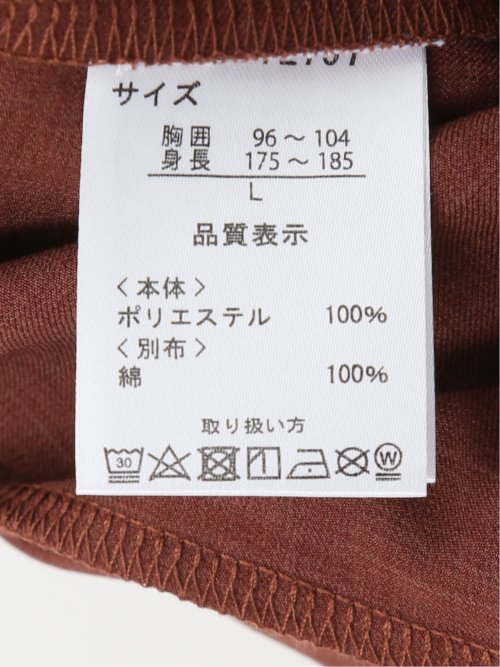 サイズ
胸囲 96～104
身長 175～185
L
品質表示
〈本体〉
ポリエステル 100%
〈別布〉
綿 100%
取り扱い方
30 W